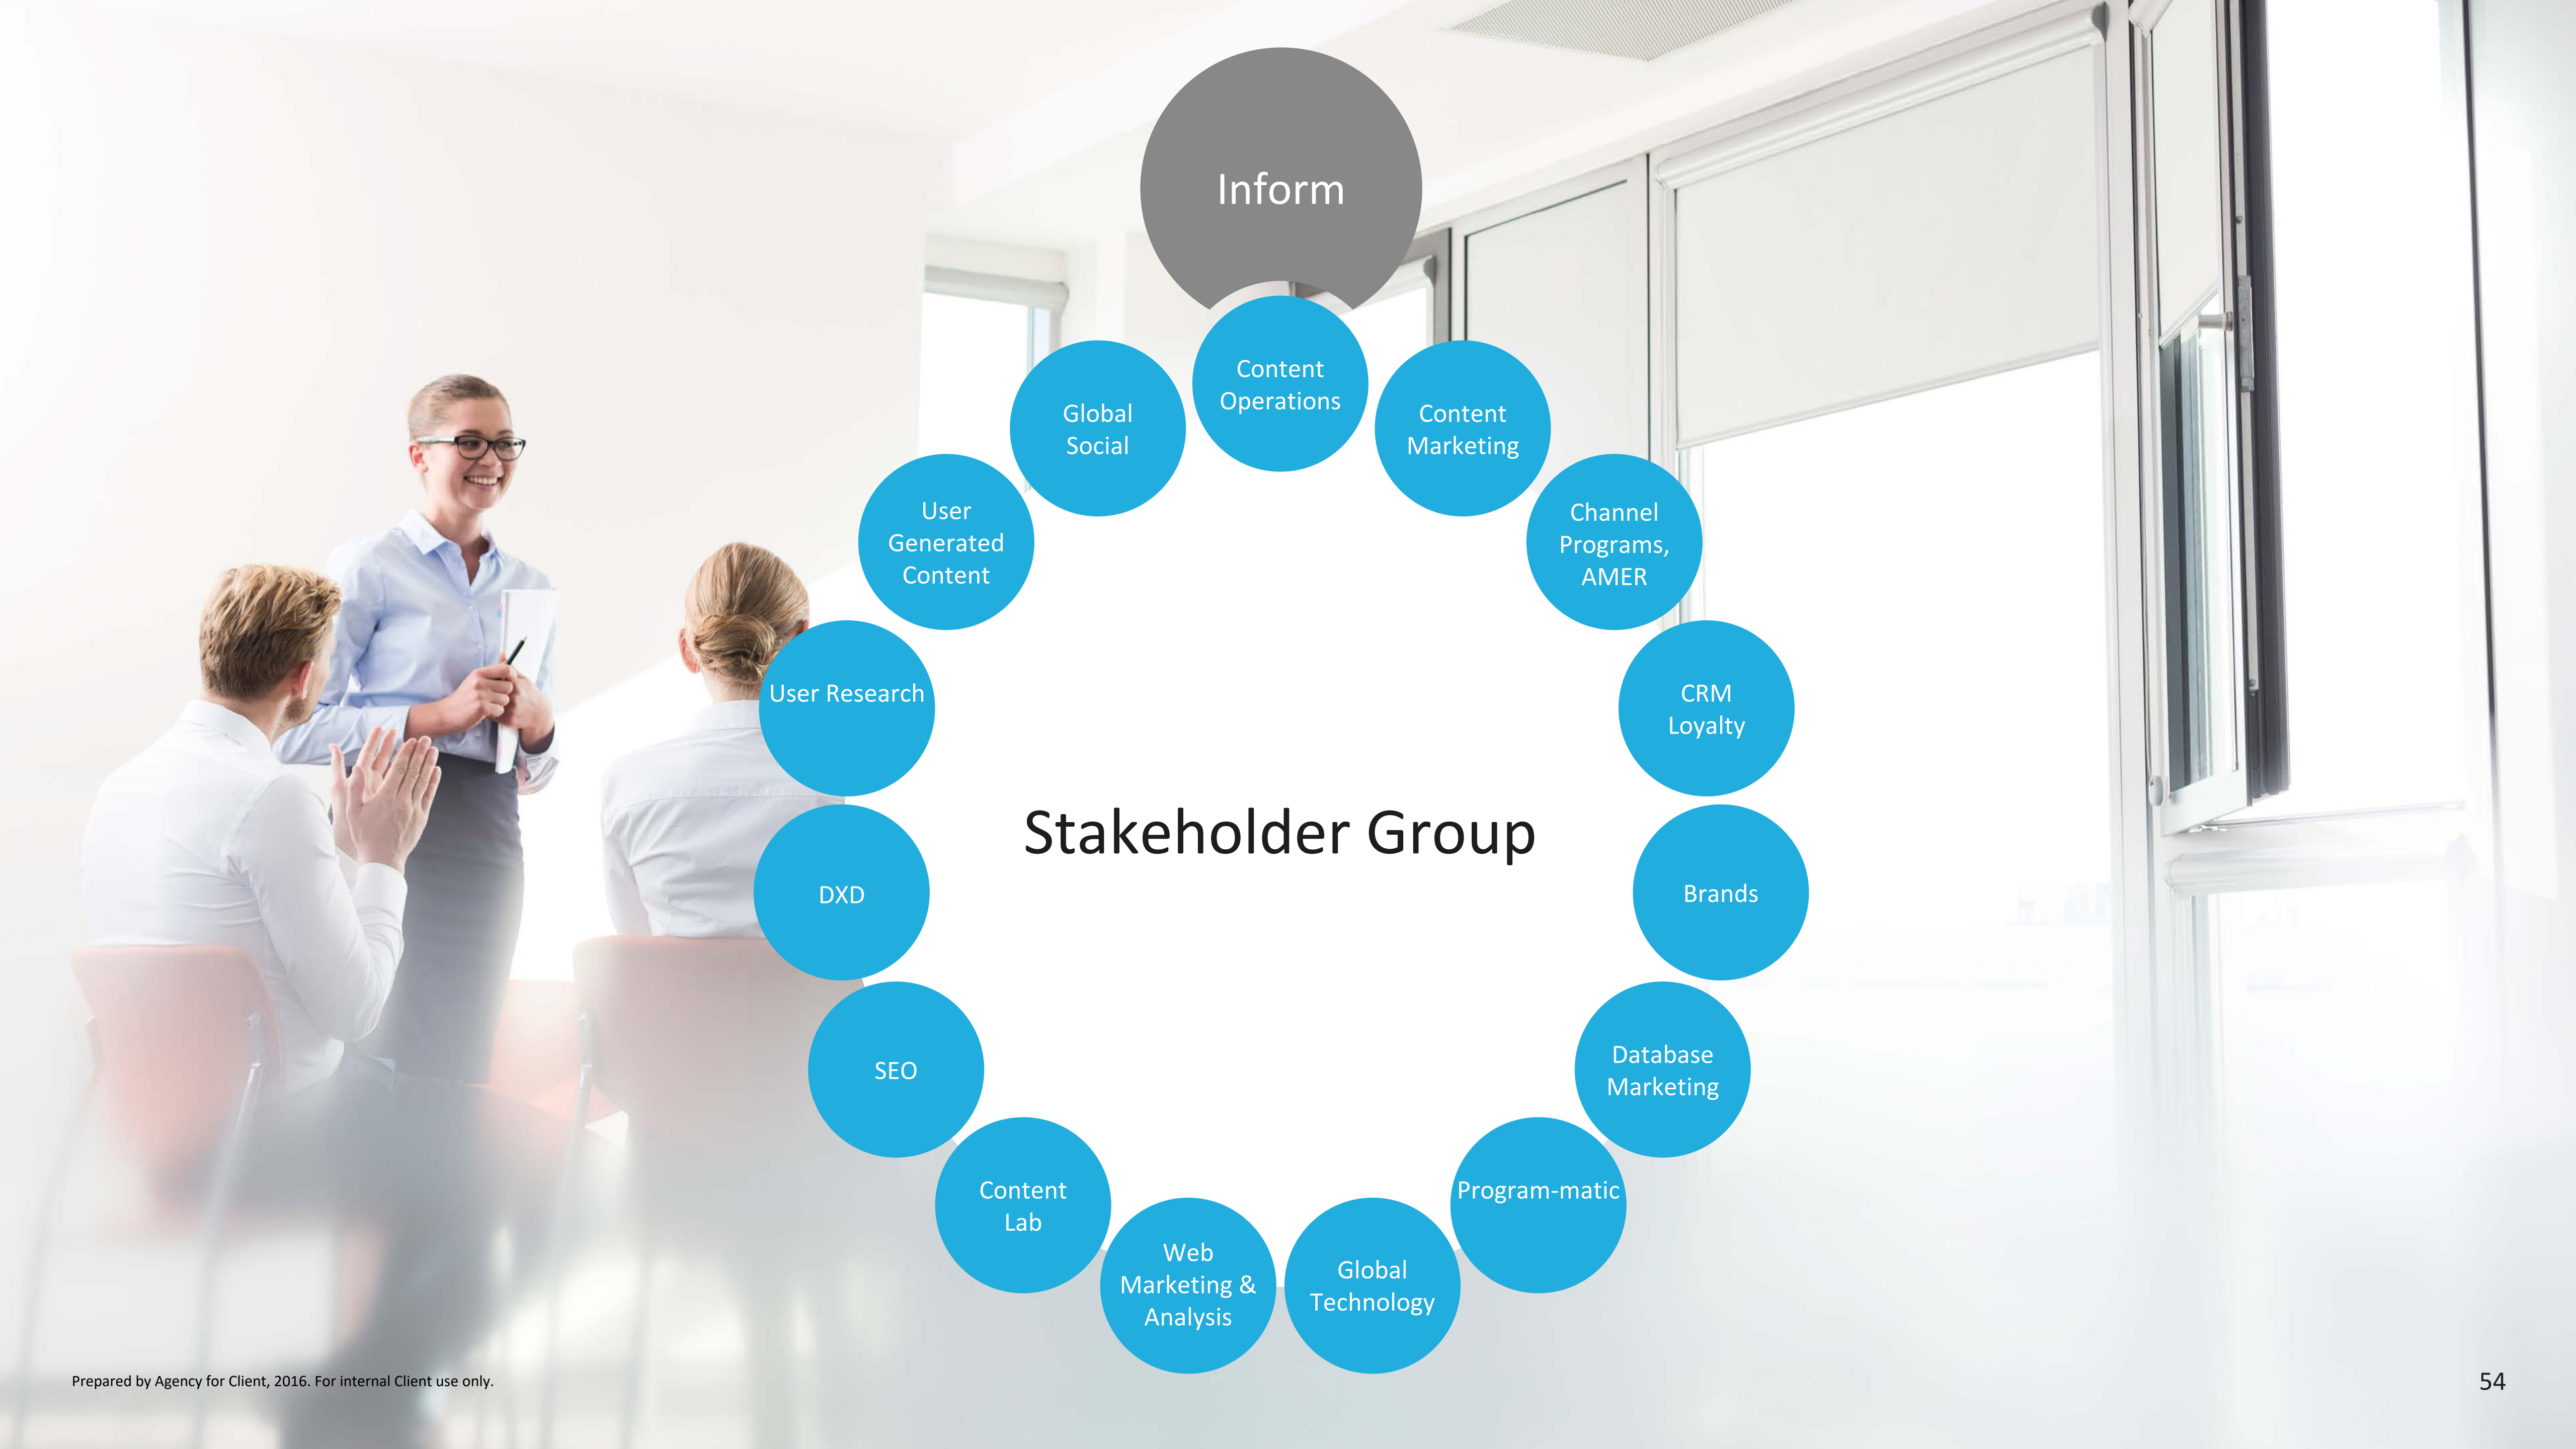 Inform
Content
Operations
Content
Marketing
Channel
Programs,
AMER
CRM
Loyalty
Brands
Database
Marketing
Program-matic
Global
Technology
Web
Marketing &
Analysis
Content
Lab
SEO
DXD
User Research
User
Generated
Content
Global
Social
Stakeholder Group
Prepared by Agency for Client, 2016. For internal Client use only.
54